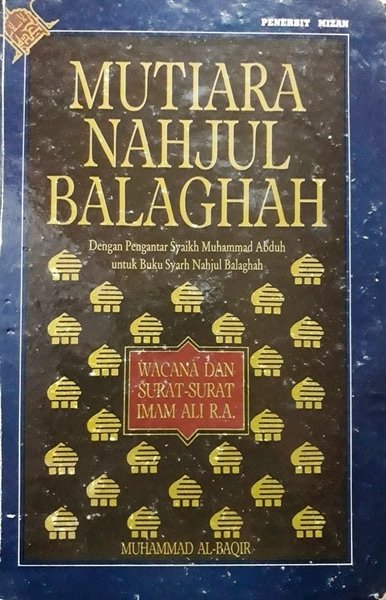 PENERBIT MIZAN
MUTIARA
NAHJUL
BALAGHAH
Dengan Pengantar Syaikh Muhammad Abduh
untuk Buku Syarh Nahjul Balaghah
WACANA DAN
SURAT-SURAT
IMAM ALI R.A.
MUHAMMAD AL-BAQIR